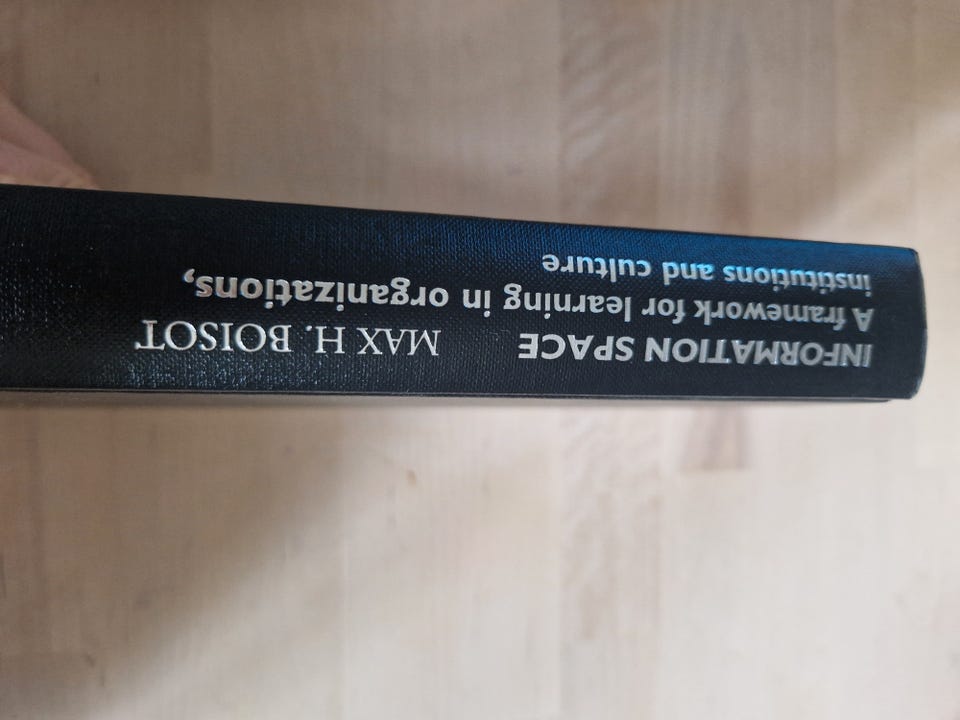 INFORMATION SPACE MAX H. BOISOT
A framework for learning in organizations,
institutions and culture